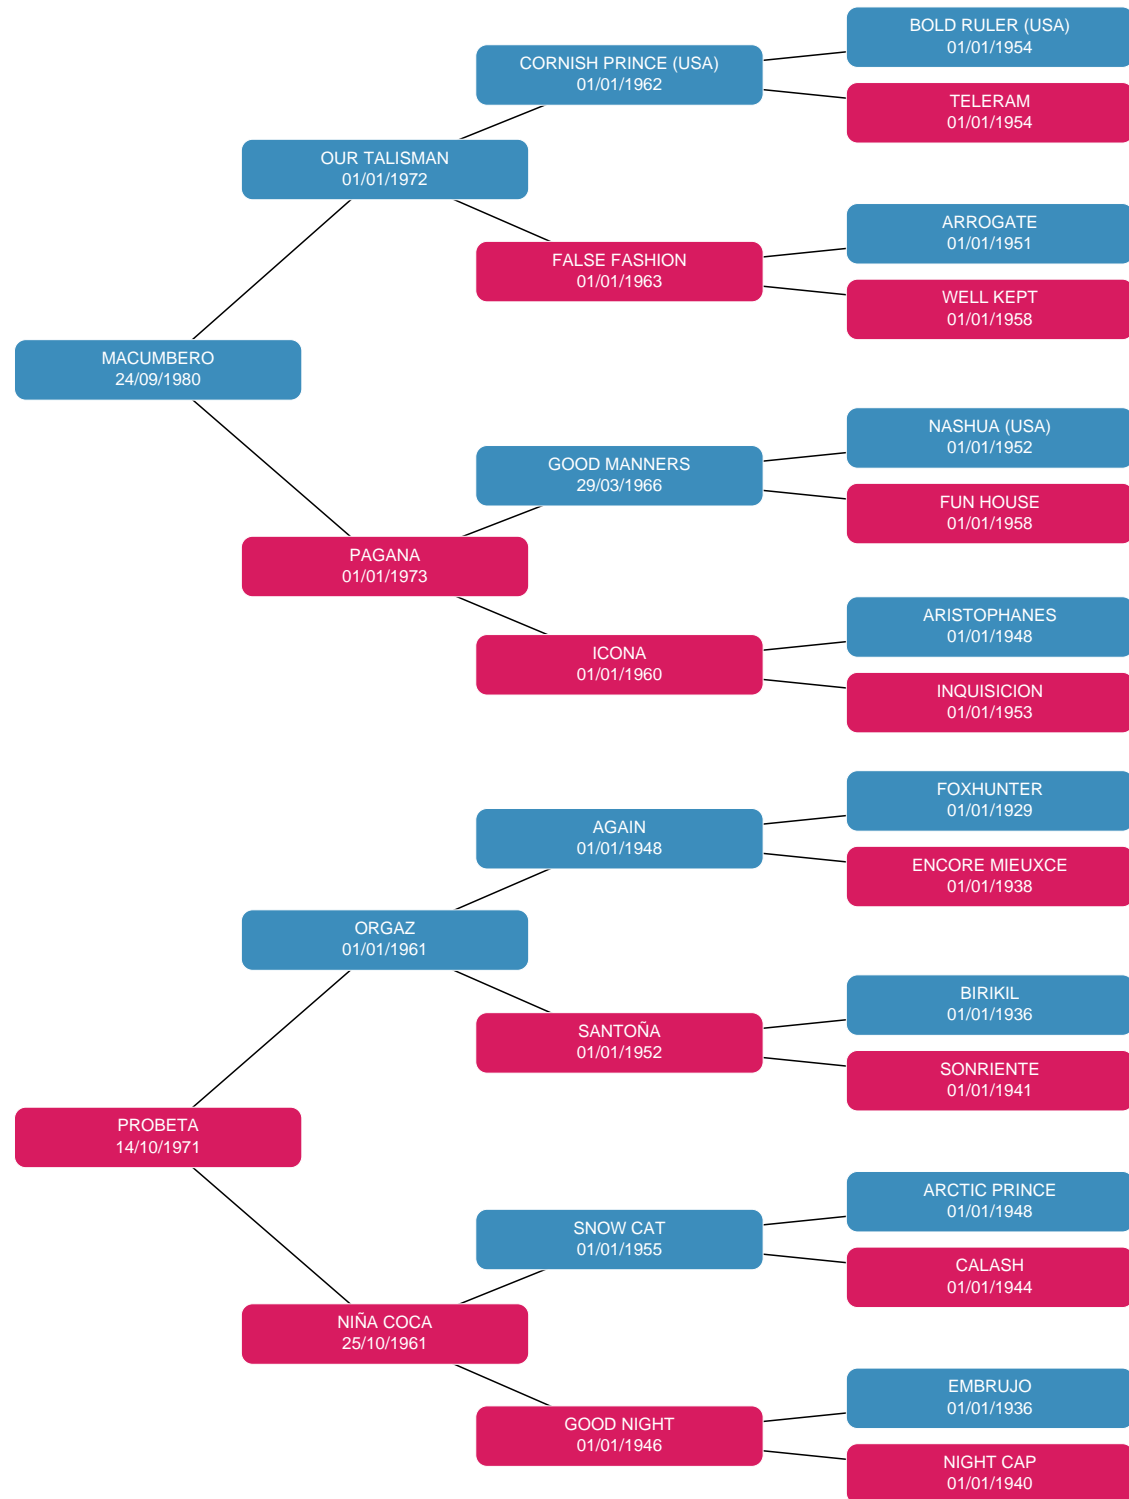 BOLD RULER (USA)
01/01/1954
CORNISH PRINCE (USA)
01/01/1962
TELERAM
01/01/1954
OUR TALISMAN
01/01/1972
ARROGATE
01/01/1951
FALSE FASHION
01/01/1963
WELL KEPT
01/01/1958
MACUMBERO
24/09/1980
NASHUA (USA)
01/01/1952
GOOD MANNERS
29/03/1966
FUN HOUSE
01/01/1958
PAGANA
01/01/1973
ARISTOPHANES
01/01/1948
ICONA
01/01/1960
INQUISICION
01/01/1953
FOXHUNTER
01/01/1929
AGAIN
01/01/1948
ENCORE MIEUXCE
01/01/1938
ORGAZ
01/01/1961
BIRIKIL
01/01/1936
SANTOÑA
01/01/1952
SONRIENTE
01/01/1941
PROBETA
14/10/1971
ARCTIC PRINCE
01/01/1948
SNOW CAT
01/01/1955
CALASH
01/01/1944
NIÑA COCA
25/10/1961
EMBRUJO
01/01/1936
GOOD NIGHT
01/01/1946
NIGHT CAP
01/01/1940